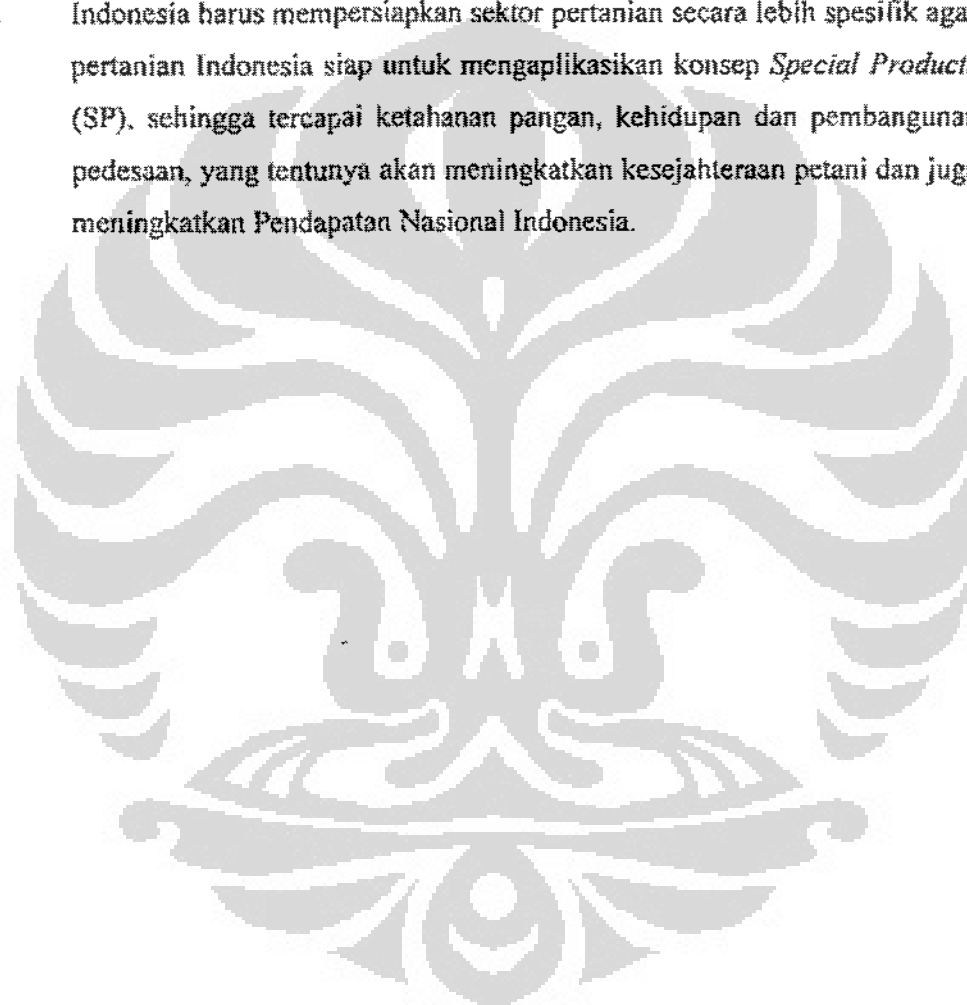 Indonesia harus mempersiapkan sektor pertanian secara lebih spesifik aga
pertanian Indonesia siap untuk mengaplikasikan konsep Special Product
(SP), sehingga tercapai ketahanan pangan, kehidupan dan pembangunan
pedesaan, yang tentunya akan meningkatkan kesejahteraan petani dan jug
meningkatkan Pendapatan Nasional Indonesia.